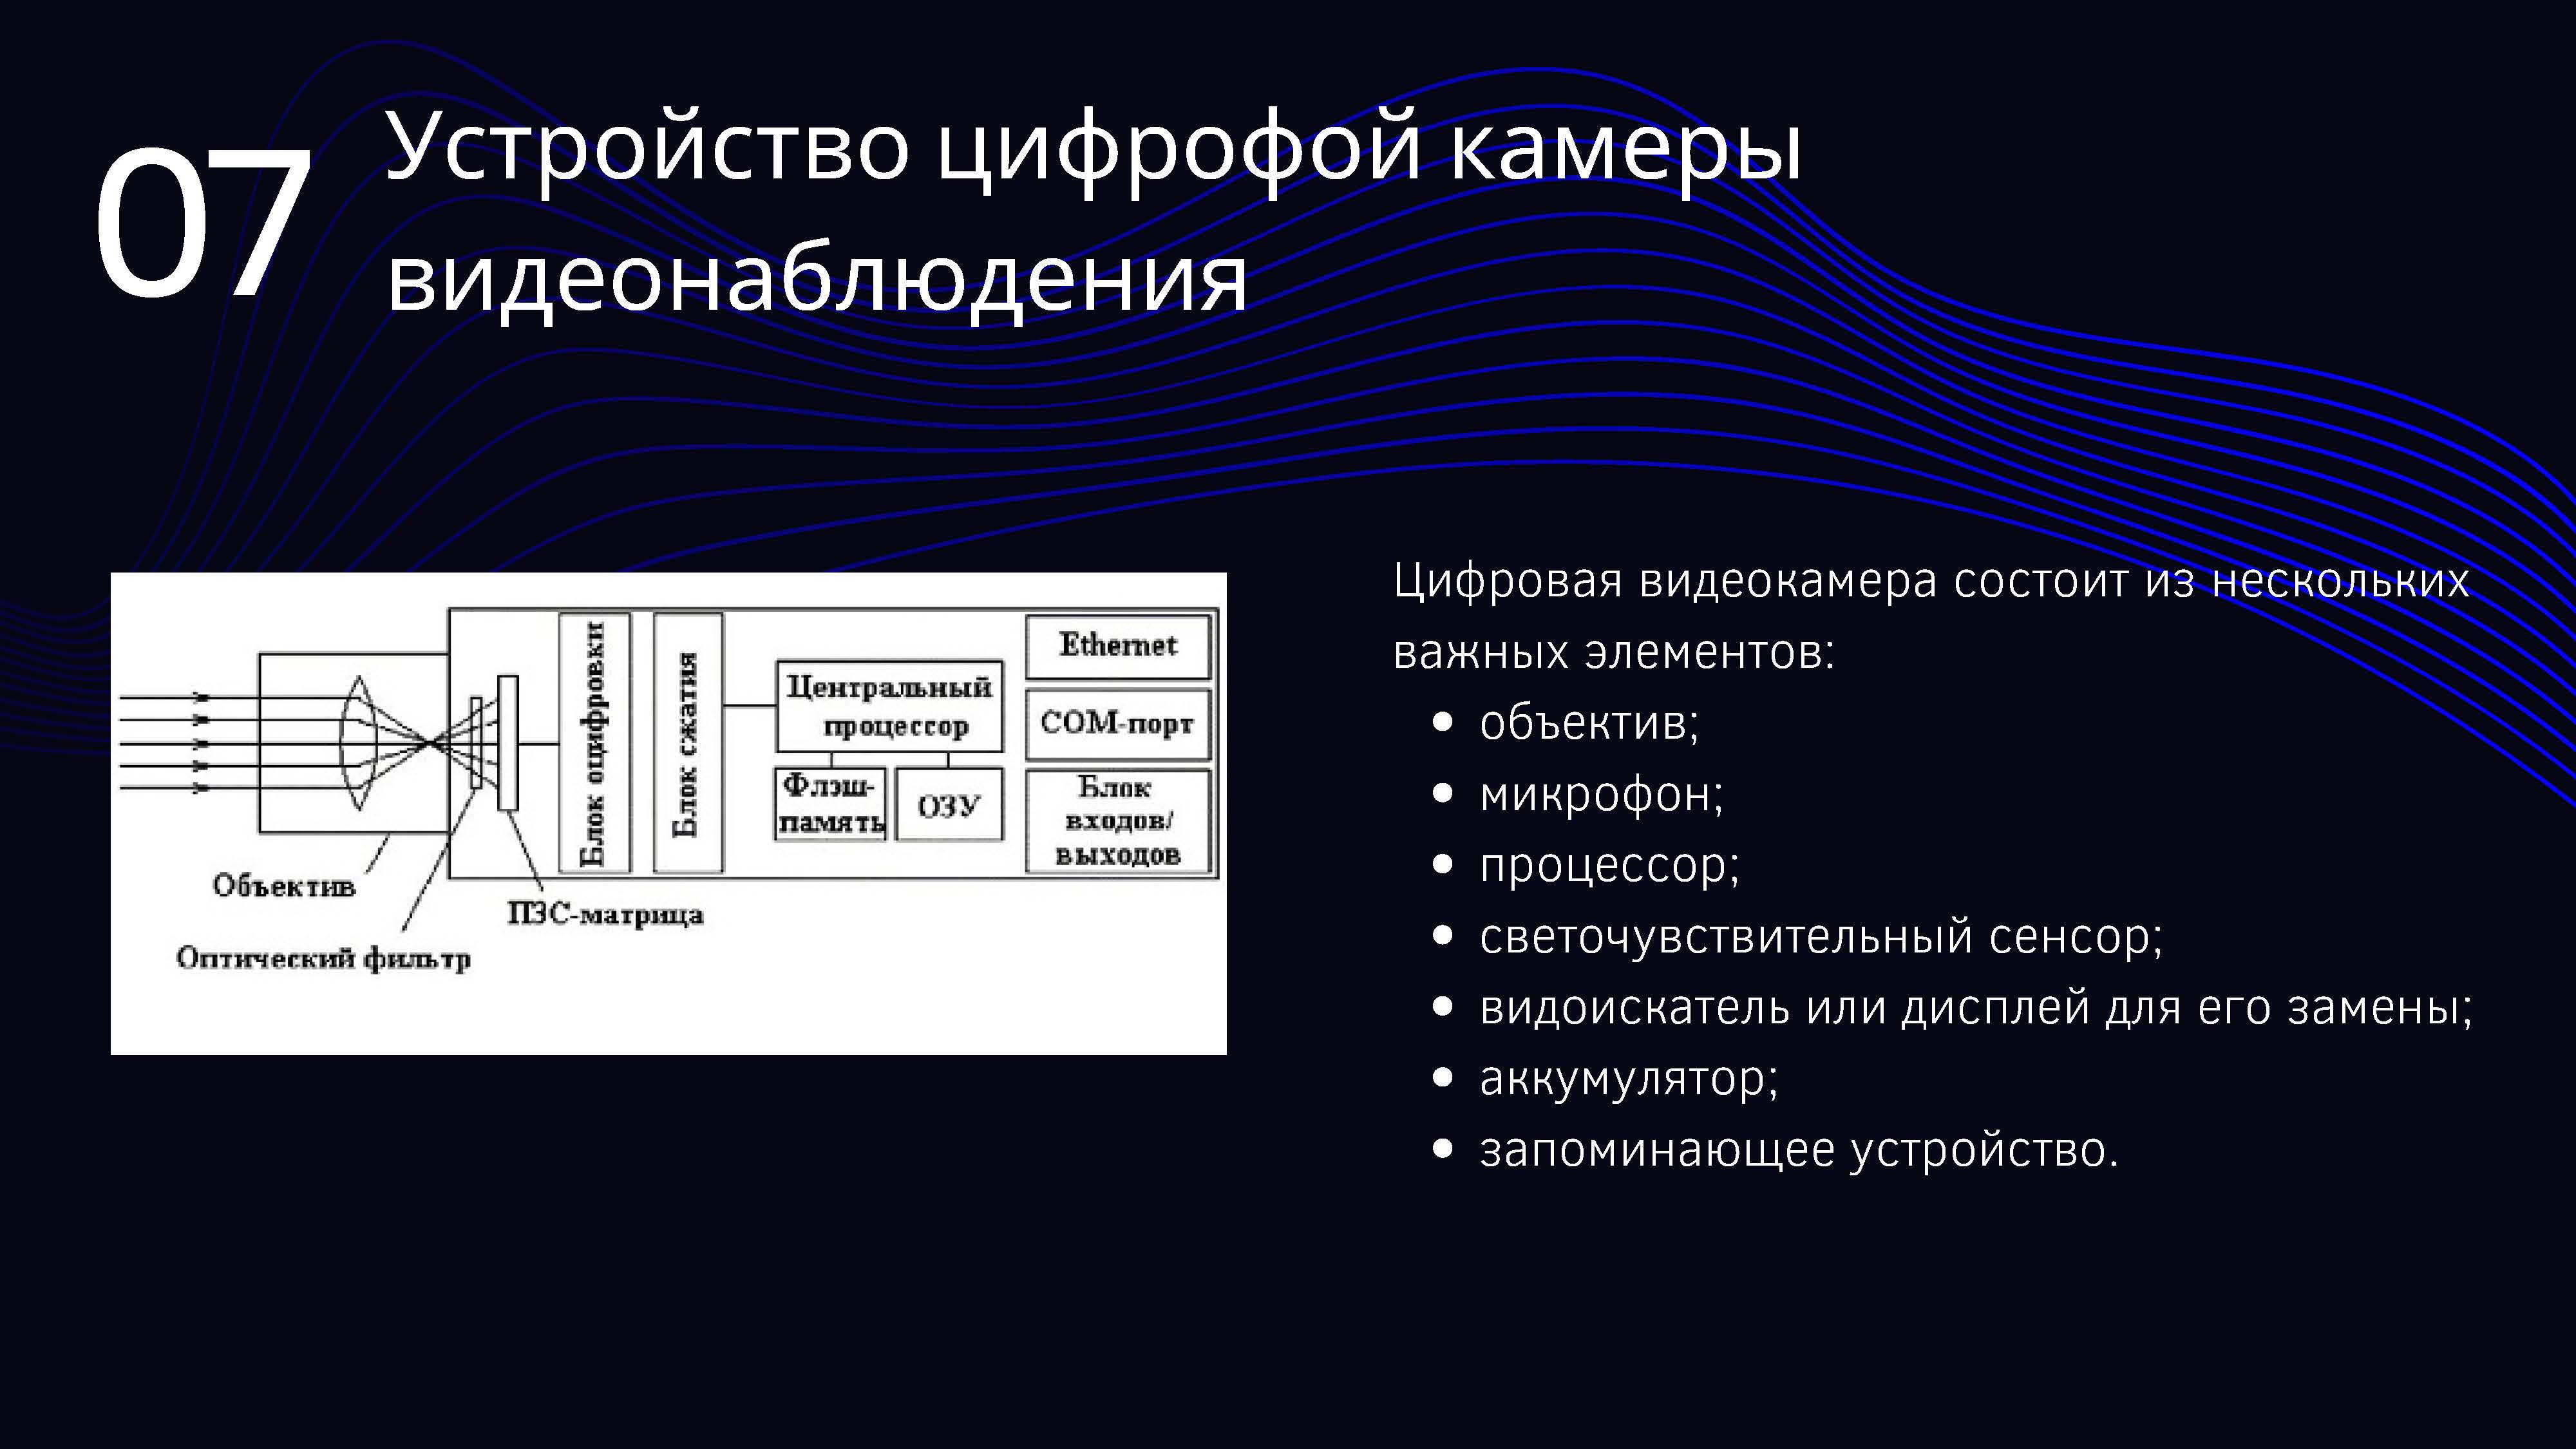 07
Устройство цифрофой камеры
видеонаблюдения
Блок оцифровки
Блок сжатия
Центральный
процессор
Флэш-
память
ОЗУ
Ethernet
COM-порт
Блок
входов/
выходов
Объектив
ПЗС-матрица
Оптический фильтр
Цифровая видеокамера состоит из нескольких
важных элементов:
• объектив;
• микрофон;
• процессор;
• светочувствительный сенсор;
• видоискатель или дисплей для его замены;
• аккумулятор;
• запоминающее устройство.